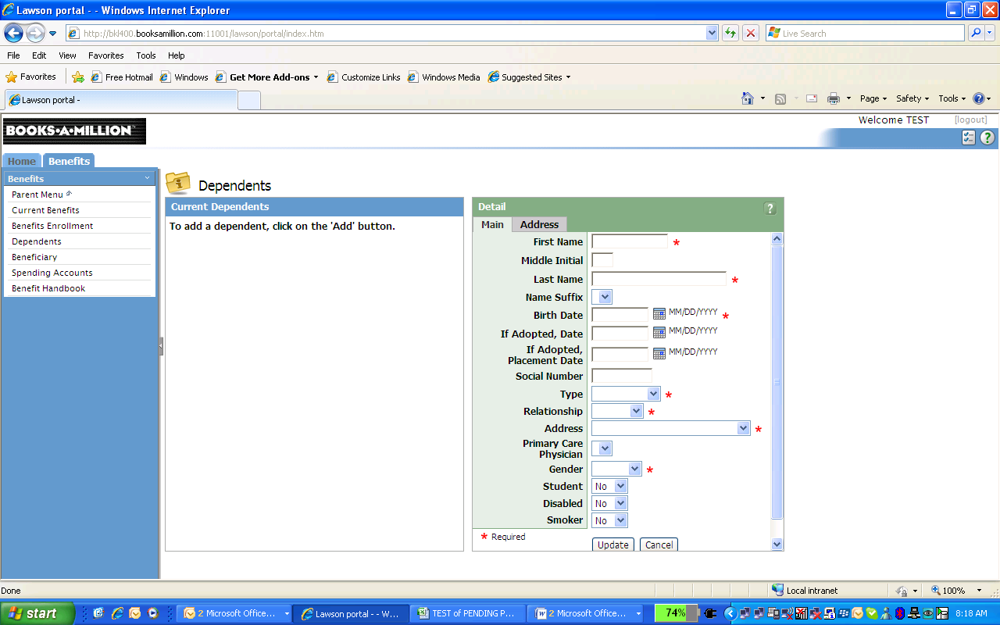 Lawson portal - - Windows Internet Explorer
http://bkl400.booksamillion.com:11001/lawson/portal/index.htm
Live Search
File Edit View Favorites Tools Help
Favorites Free Hotmail Windows Get More Add-ons Customize Links Windows Media Suggested Sites
Lawson portal -
Page Safety Tools
BOOKS·A·MILLION
Welcome TEST [logout]
Home Benefits
Benefits
Parent Menu
Current Benefits
Benefits Enrollment
Dependents
Beneficiary
Spending Accounts
Benefit Handbook
Dependents
Current Dependents
To add a dependent, click on the 'Add' button.
Detail ?
Main Address
First Name *
Middle Initial
Last Name *
Name Suffix
Birth Date MM/DD/YYYY *
If Adopted, Date MM/DD/YYYY
If Adopted,
Placement Date MM/DD/YYYY
Social Number
Type *
Relationship *
Address *
Primary Care
Physician
Gender *
Student No
Disabled No
Smoker No
* Required
Update Cancel
Done Local intranet 100%
start 2 Microsoft Office... Lawson portal - - W... TEST of PENDING P... 2 Microsoft Office... 74% 8:18 AM